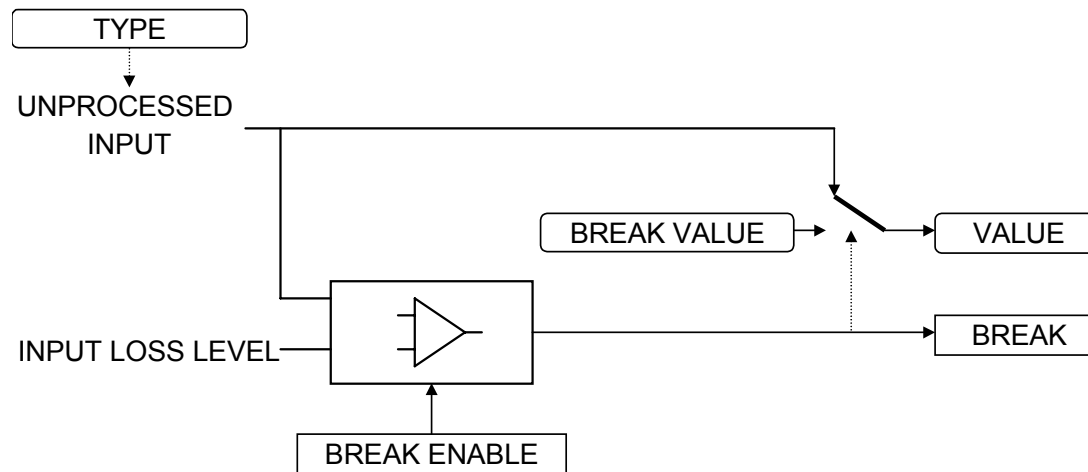 TYPE
UNPROCESSED
INPUT
BREAK VALUE
VALUE
INPUT LOSS LEVEL
BREAK
BREAK ENABLE